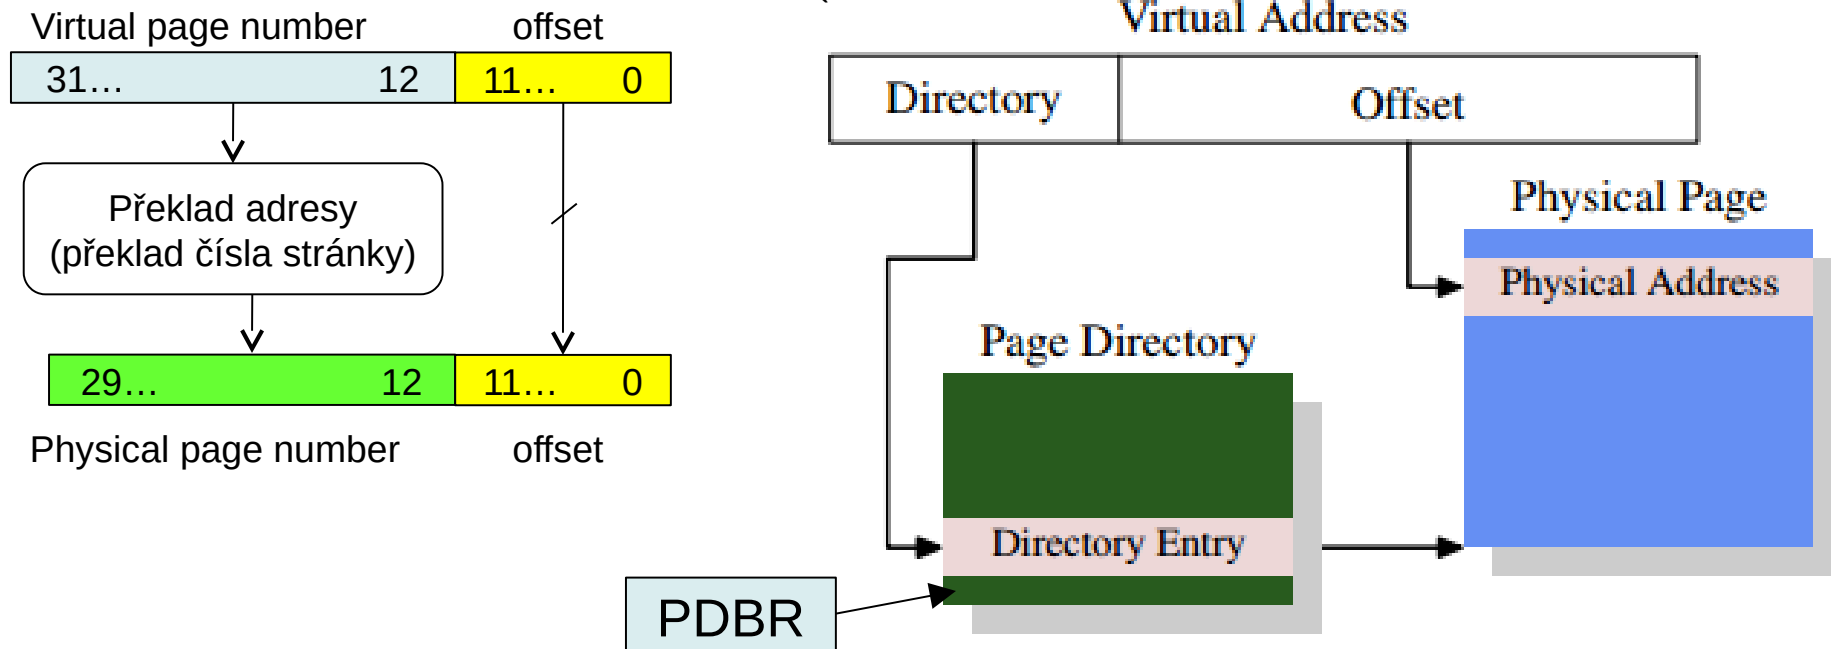 Virtual page number offset
31... 12 11... 0
Překlad adresy
(překlad čísla stránky)
29... 12 11... 0
Physical page number offset
Virtual Address
Directory Offset
Physical Page
Physical Address
Page Directory
Directory Entry
PDBR